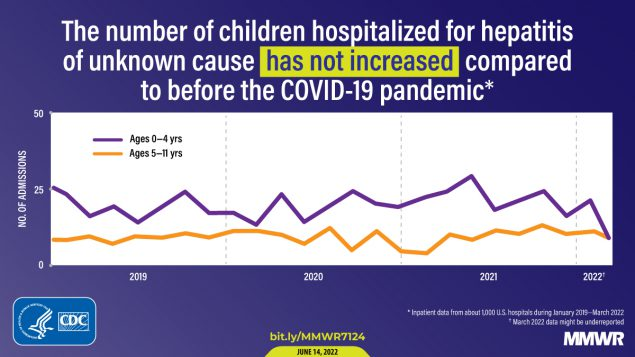 The number of children hospitalized for hepatitis
of unknown cause has not increased compared
to before the COVID-19 pandemic*
50
Ages 0–4 yrs
Ages 5–11 yrs
NO. OF ADMISSIONS
25
0
2019
2020
2021
2022†
* Inpatient data from about 1,000 U.S. hospitals during January 2019—March 2022
† March 2022 data might be underreported
CDC
bit.ly/MMWR7124
JUNE 14, 2022
MMWR